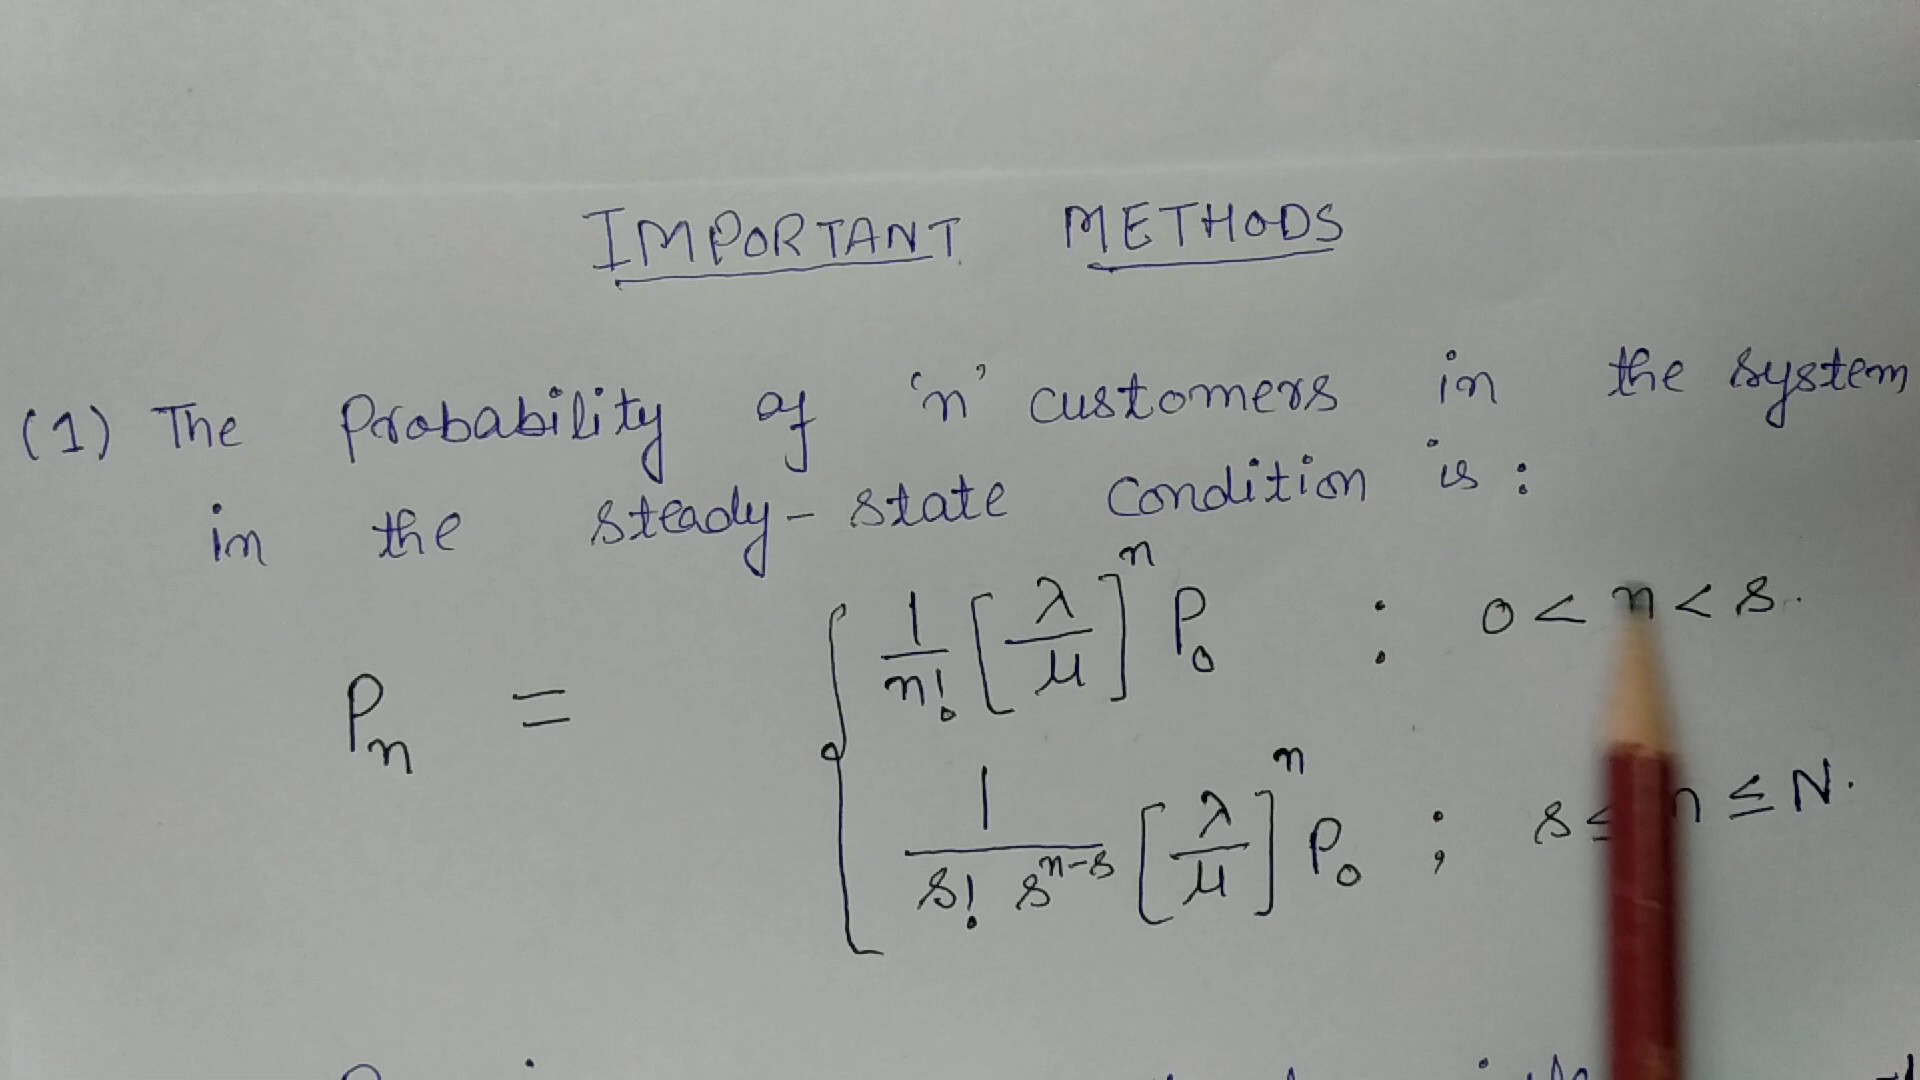 IMPORTANT METHODS
(1) The Probability of 'n' customers in the system
in the steady-state condition is :
Pn = { 1/n! [λ/μ]^n P0 : 0 < n < s.
1/(s! s^(n-s)) [λ/μ]^n P0 ; s ≤ n ≤ N.